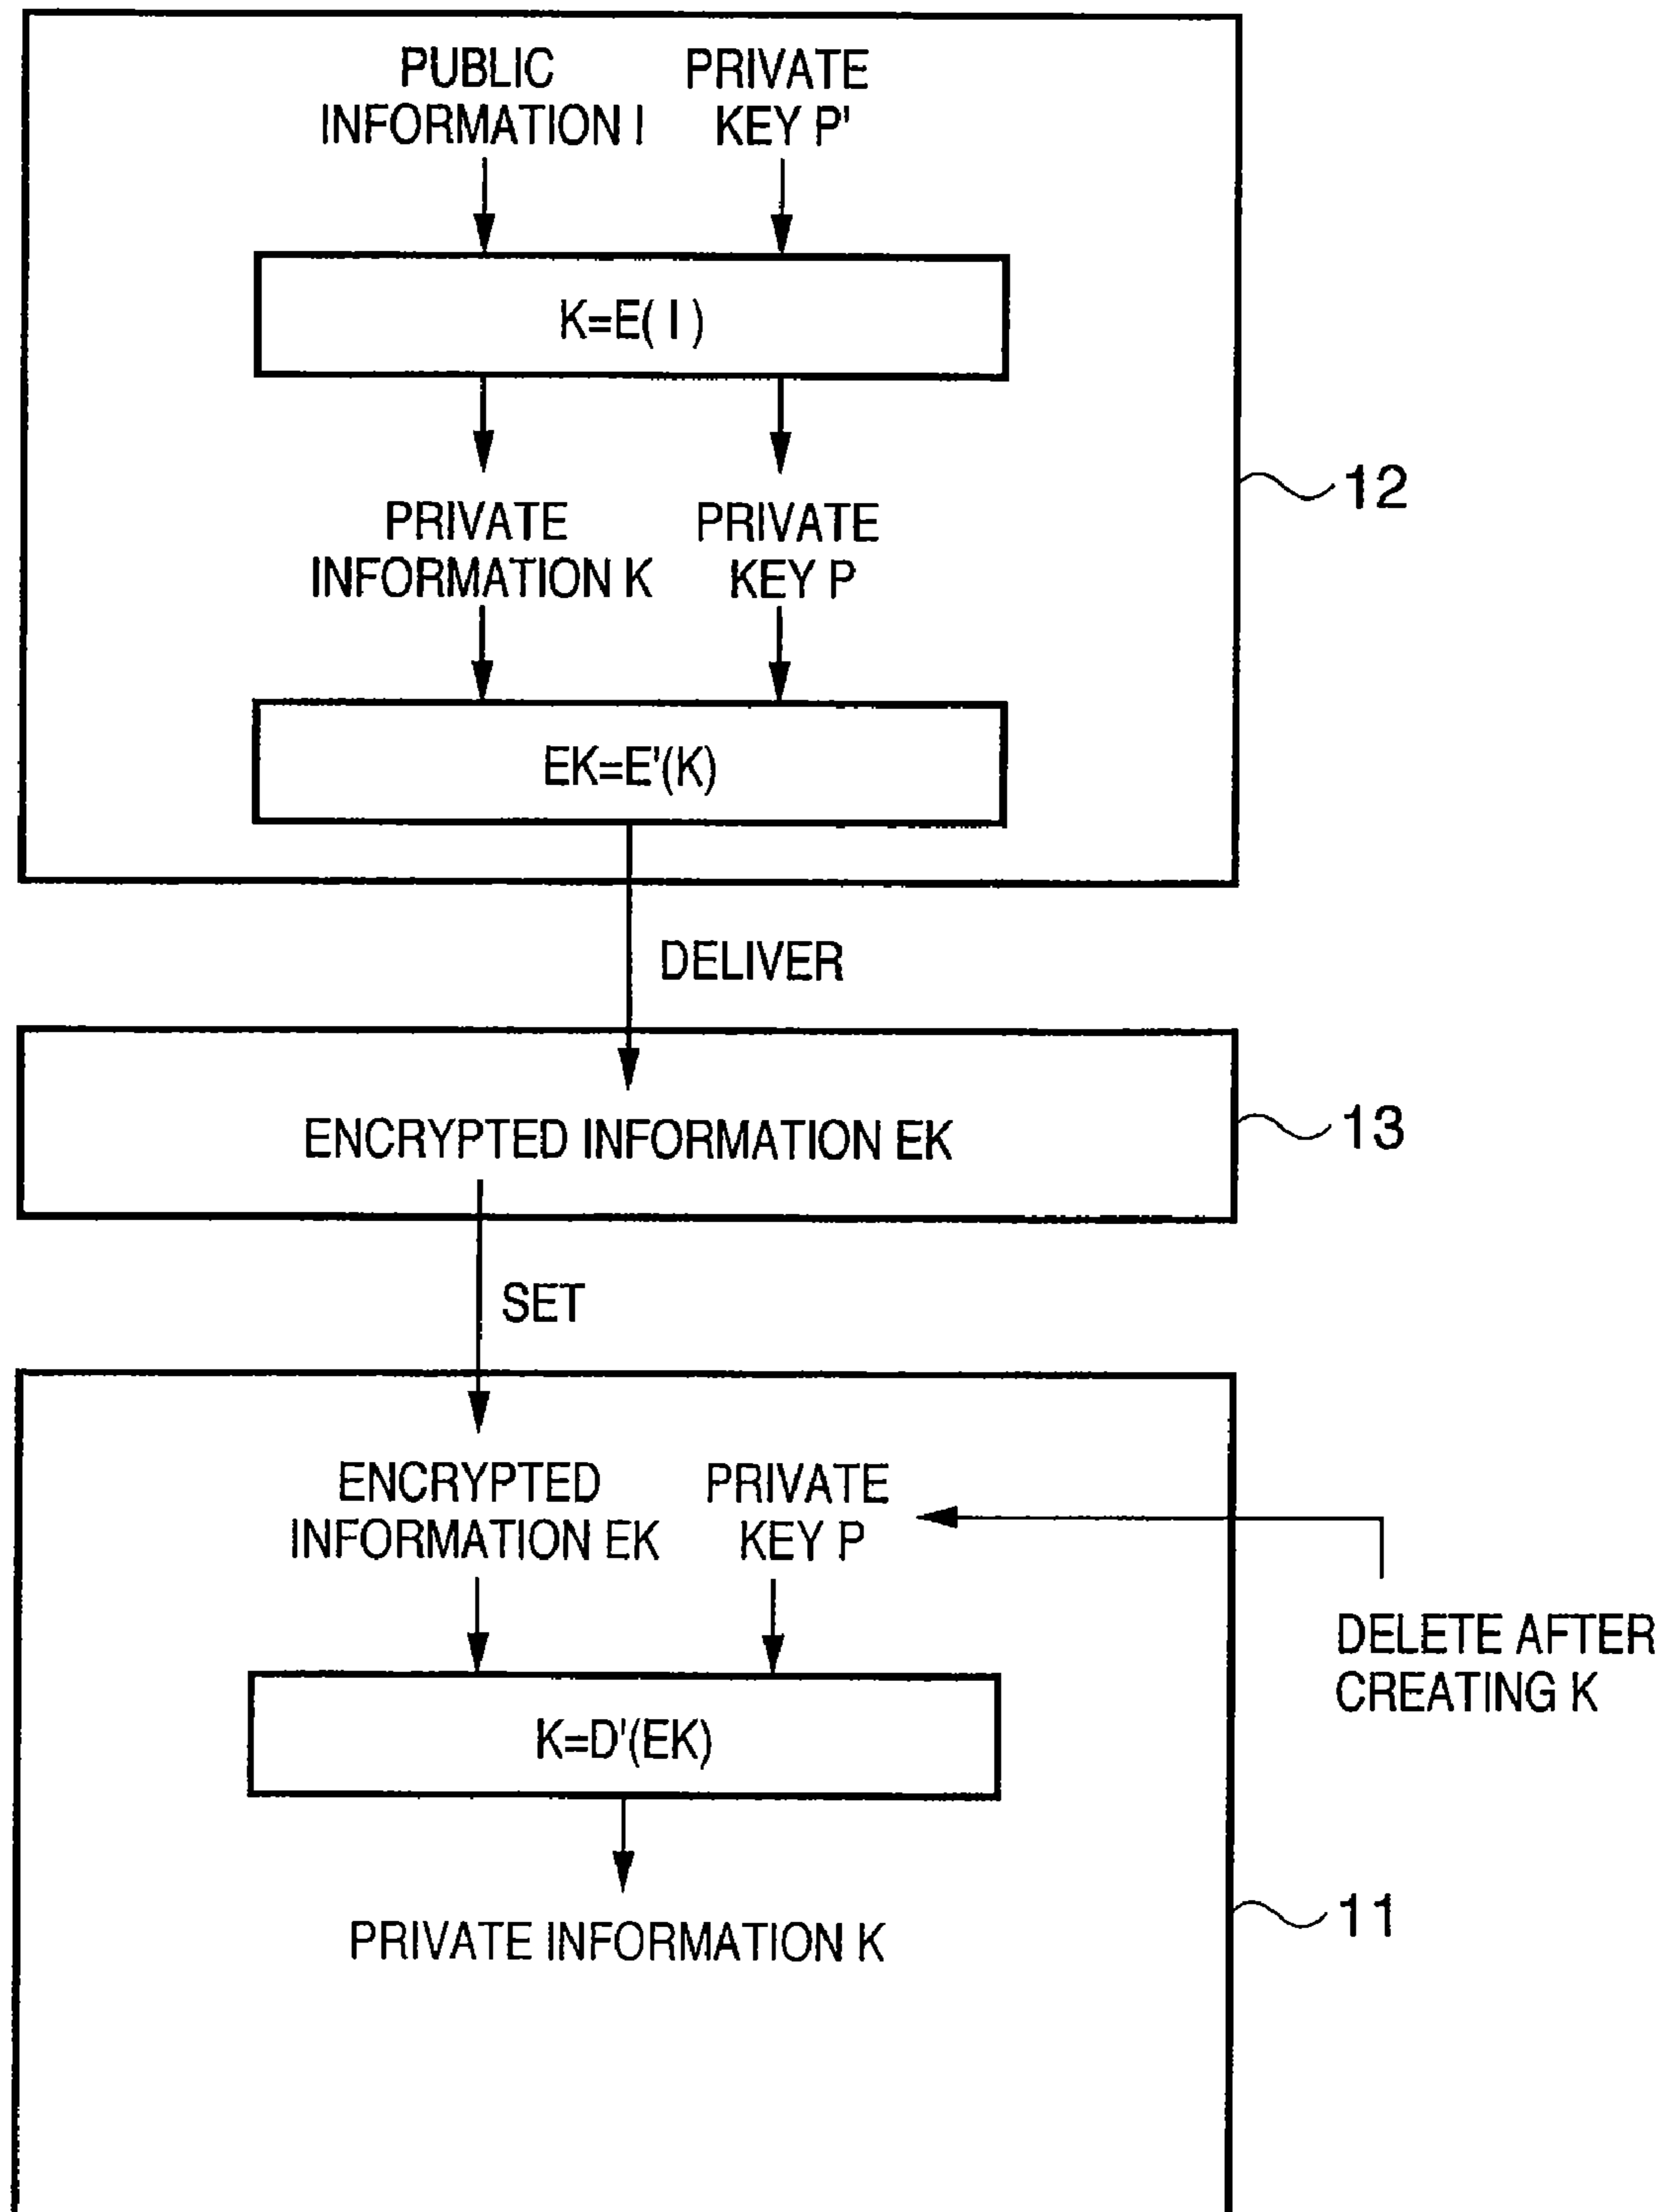 PUBLIC
INFORMATION I
PRIVATE
KEY P'
K=E( I )
PRIVATE
INFORMATION K
PRIVATE
KEY P
12
EK=E'(K)
DELIVER
ENCRYPTED INFORMATION EK
13
SET
ENCRYPTED
INFORMATION EK
PRIVATE
KEY P
DELETE AFTER
CREATING K
K=D'(EK)
PRIVATE INFORMATION K
11